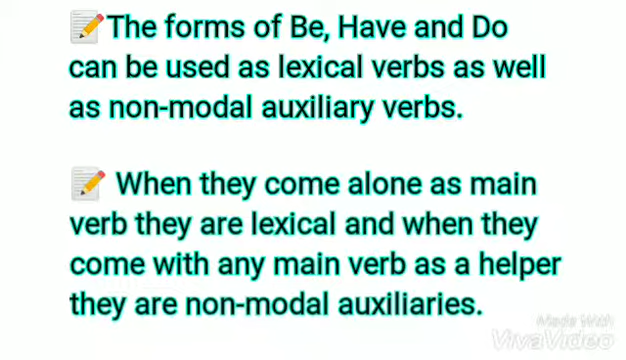 📝The forms of Be, Have and Do
can be used as lexical verbs as well
as non-modal auxiliary verbs.
📝 When they come alone as main
verb they are lexical and when they
come with any main verb as a helper
they are non-modal auxiliaries.
Made With
VivaVideo